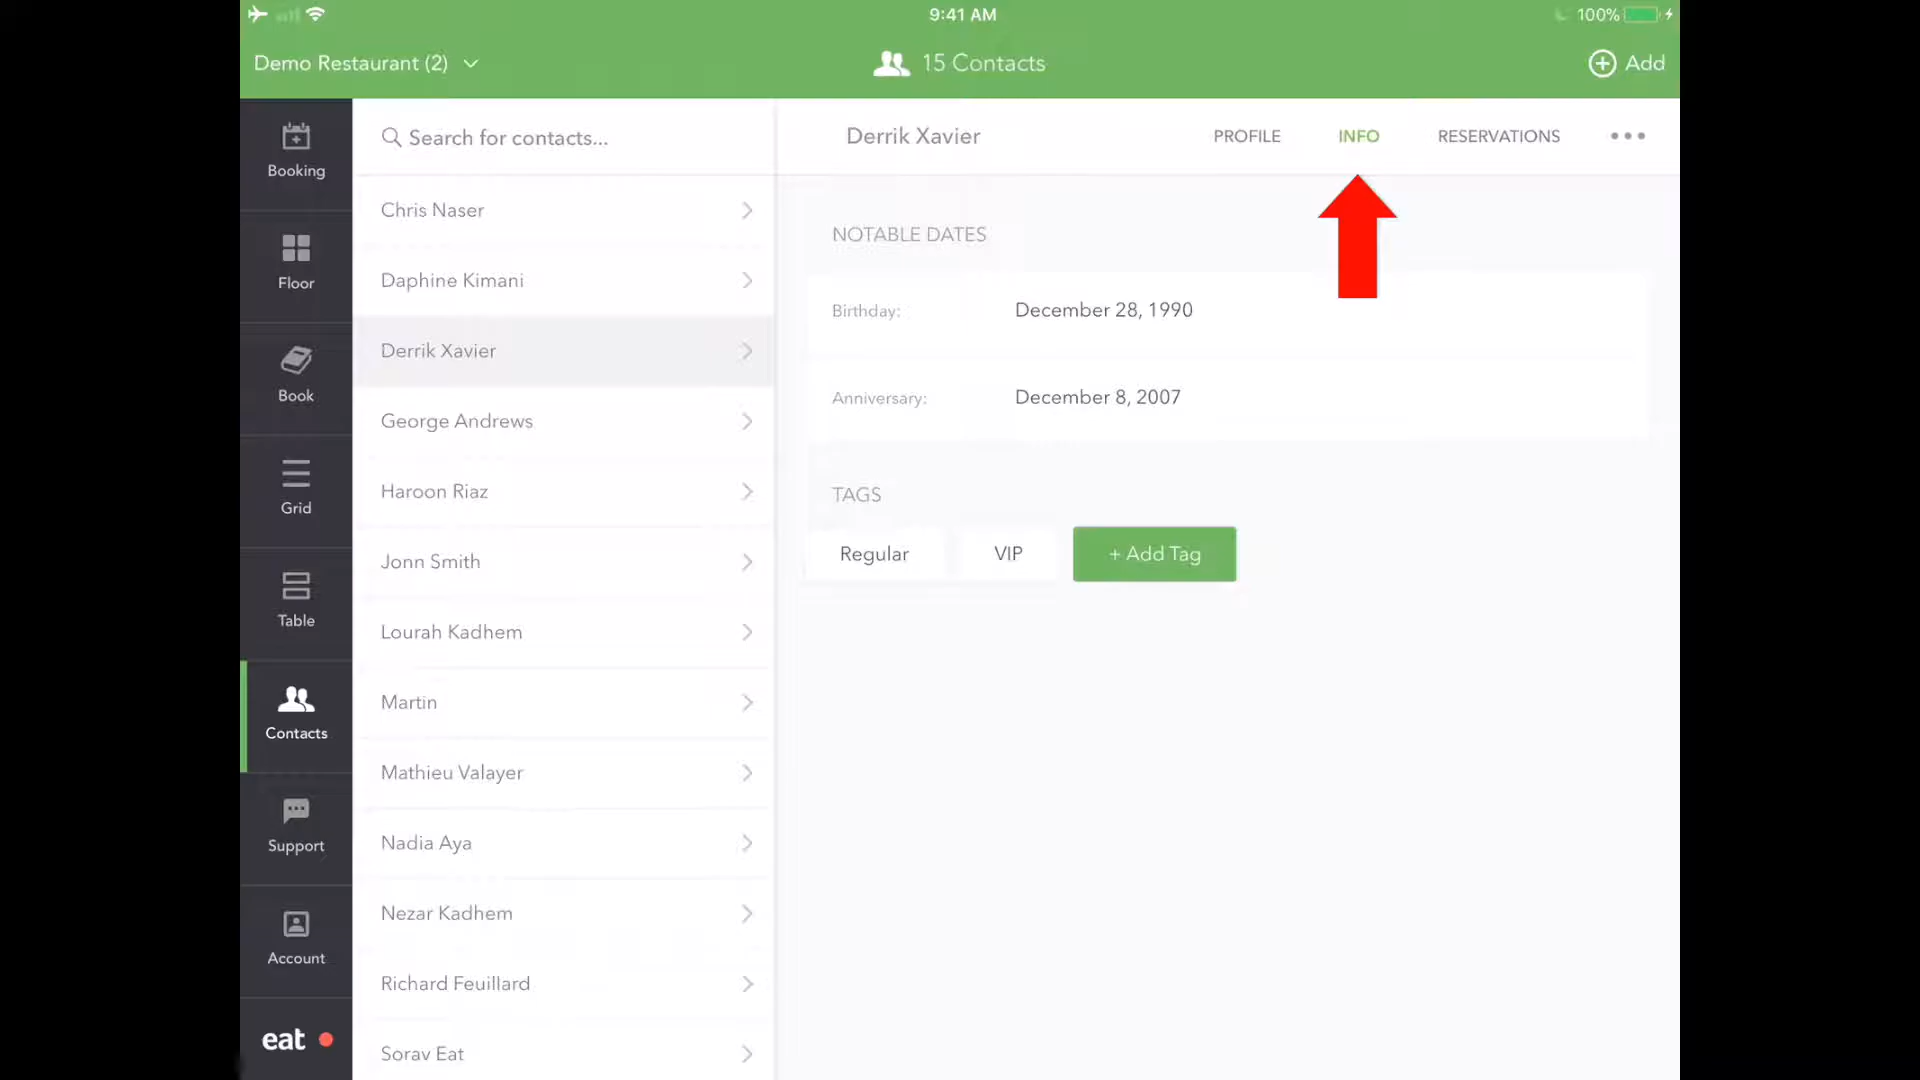 9:41 AM
100%
Demo Restaurant (2)
15 Contacts
Add
Booking
Floor
Book
Grid
Table
Contacts
Support
Account
eat
Search for contacts...
Chris Naser
Daphine Kimani
Derrik Xavier
George Andrews
Haroon Riaz
Jonn Smith
Lourah Kadhem
Martin
Mathieu Valayer
Nadia Aya
Nezar Kadhem
Richard Feuillard
Sorav Eat
Derrik Xavier
PROFILE
INFO
RESERVATIONS
NOTABLE DATES
Birthday: December 28, 1990
Anniversary: December 8, 2007
TAGS
Regular
VIP
+ Add Tag